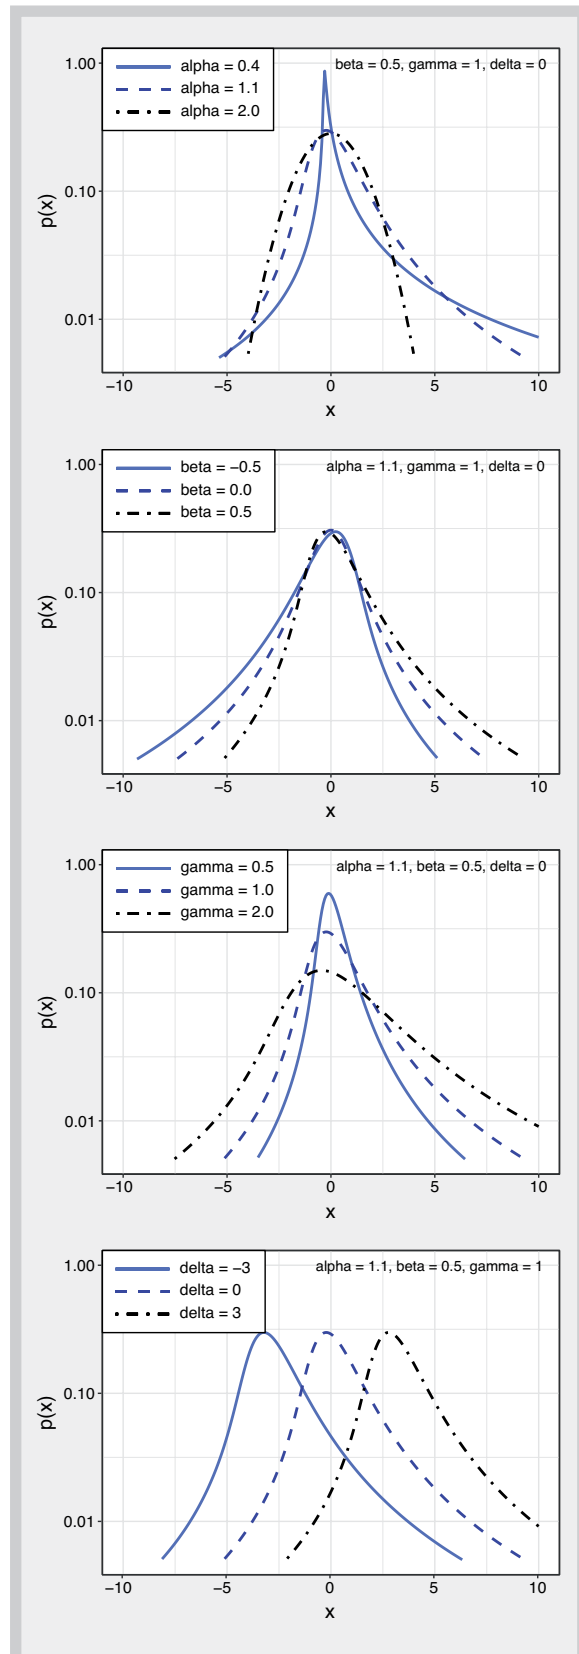 alpha = 0.4
alpha = 1.1
alpha = 2.0
beta = 0.5, gamma = 1, delta = 0
1.00
0.10
0.01
p(x)
−10 −5 0 5 10
x
beta = −0.5
beta = 0.0
beta = 0.5
alpha = 1.1, gamma = 1, delta = 0
1.00
0.10
0.01
p(x)
−10 −5 0 5 10
x
gamma = 0.5
gamma = 1.0
gamma = 2.0
alpha = 1.1, beta = 0.5, delta = 0
1.00
0.10
0.01
p(x)
−10 −5 0 5 10
x
delta = −3
delta = 0
delta = 3
alpha = 1.1, beta = 0.5, gamma = 1
1.00
0.10
0.01
p(x)
−10 −5 0 5 10
x